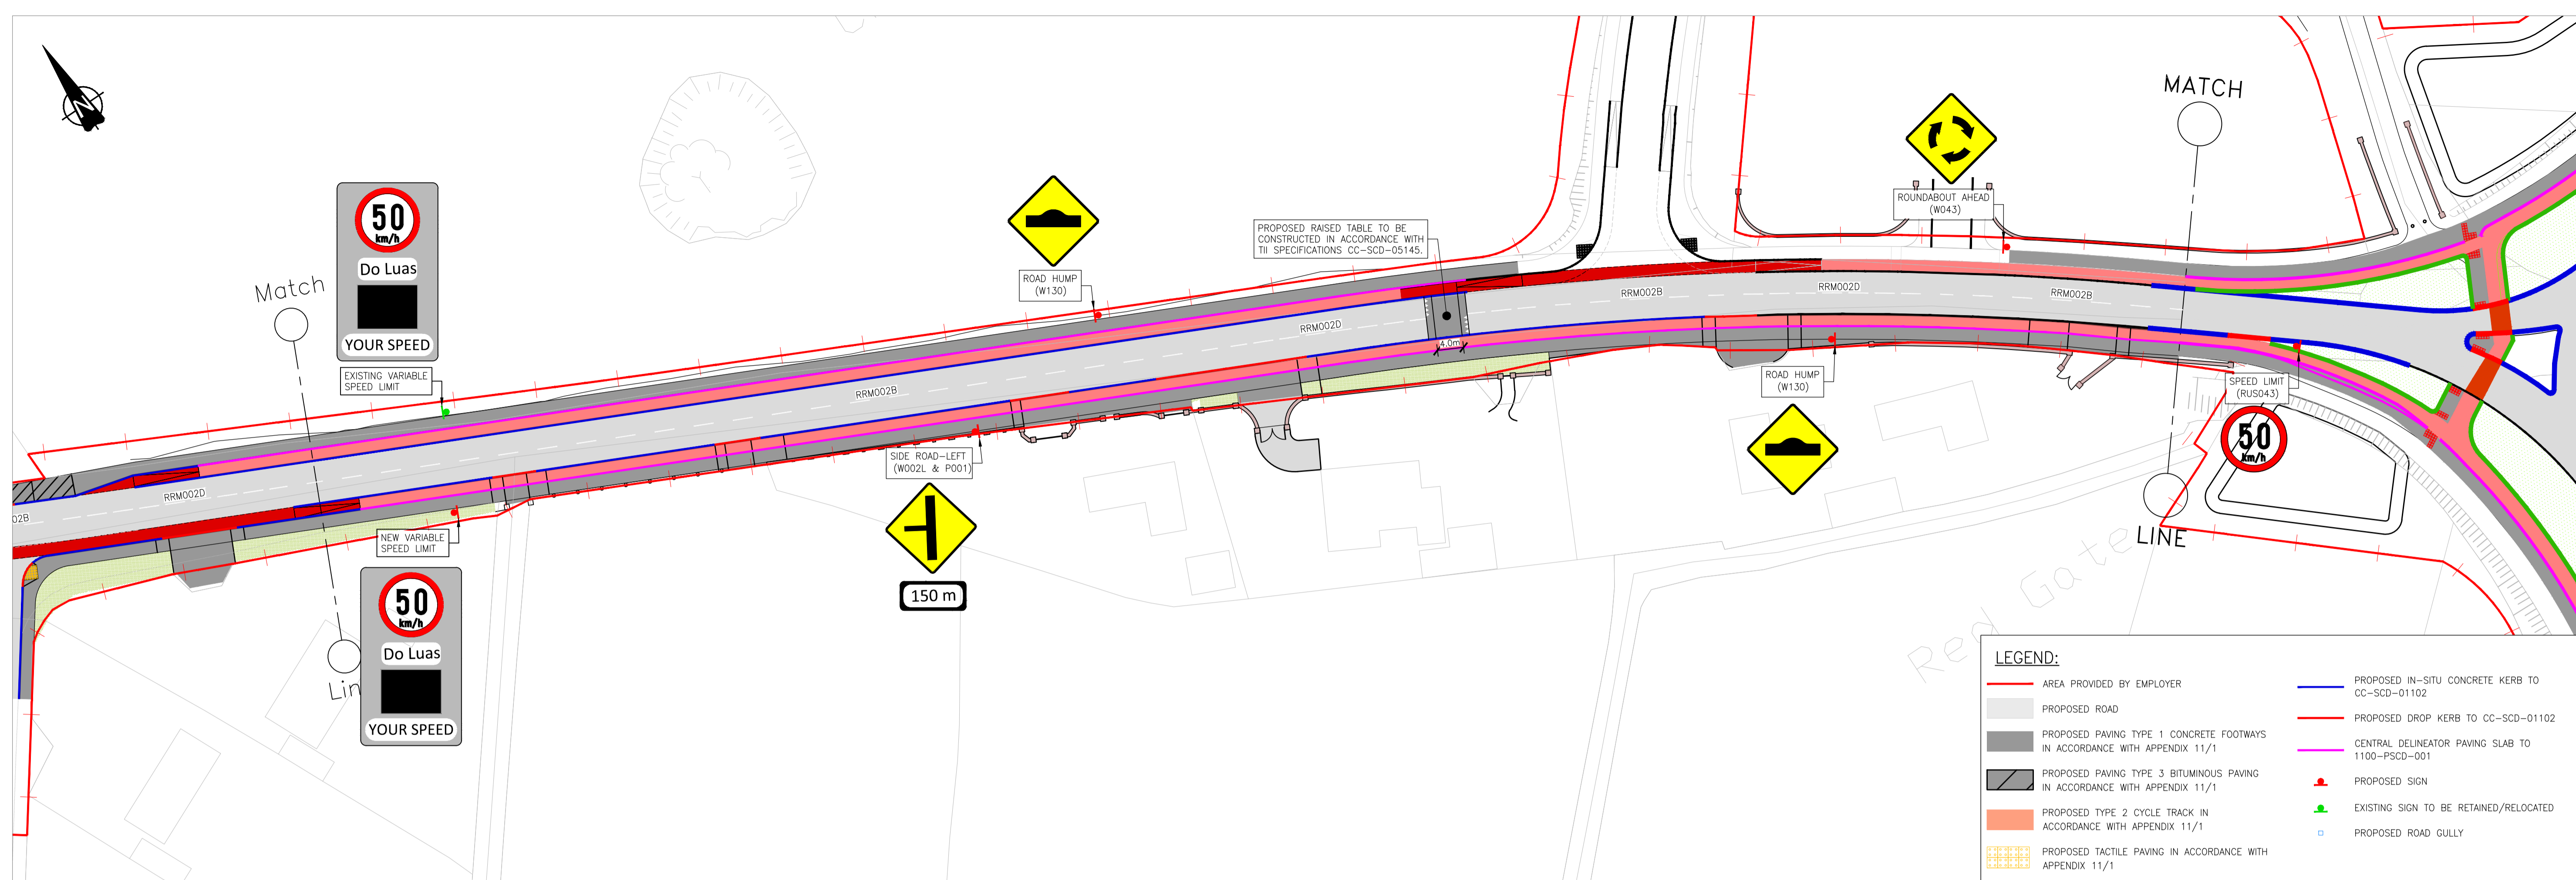 MATCH
50
km/h
Do Luas
YOUR SPEED
Match
EXISTING VARIABLE
SPEED LIMIT
ROAD HUMP
(W130)
PROPOSED RAISED TABLE TO BE
CONSTRUCTED IN ACCORDANCE WITH
TII SPECIFICATIONS CC-SCD-05145.
ROUNDABOUT AHEAD
(W043)
N
RRM002B
RRM002D
RRM002B
RRM002D
4.0m
RRM002B
RRM002D
02B
ROAD HUMP
(W130)
SPEED LIMIT
(RUS043)
50
km/h
SIDE ROAD-LEFT
(W002L & P001)
150 m
NEW VARIABLE
SPEED LIMIT
50
km/h
Do Luas
YOUR SPEED
Lin
LINE
Red Gate
LEGEND:
AREA PROVIDED BY EMPLOYER
PROPOSED ROAD
PROPOSED PAVING TYPE 1 CONCRETE FOOTWAYS
IN ACCORDANCE WITH APPENDIX 11/1
PROPOSED PAVING TYPE 3 BITUMINOUS PAVING
IN ACCORDANCE WITH APPENDIX 11/1
PROPOSED TYPE 2 CYCLE TRACK IN
ACCORDANCE WITH APPENDIX 11/1
PROPOSED TACTILE PAVING IN ACCORDANCE WITH
APPENDIX 11/1
PROPOSED IN-SITU CONCRETE KERB TO
CC-SCD-01102
PROPOSED DROP KERB TO CC-SCD-01102
CENTRAL DELINEATOR PAVING SLAB TO
1100-PSCD-001
PROPOSED SIGN
EXISTING SIGN TO BE RETAINED/RELOCATED
PROPOSED ROAD GULLY